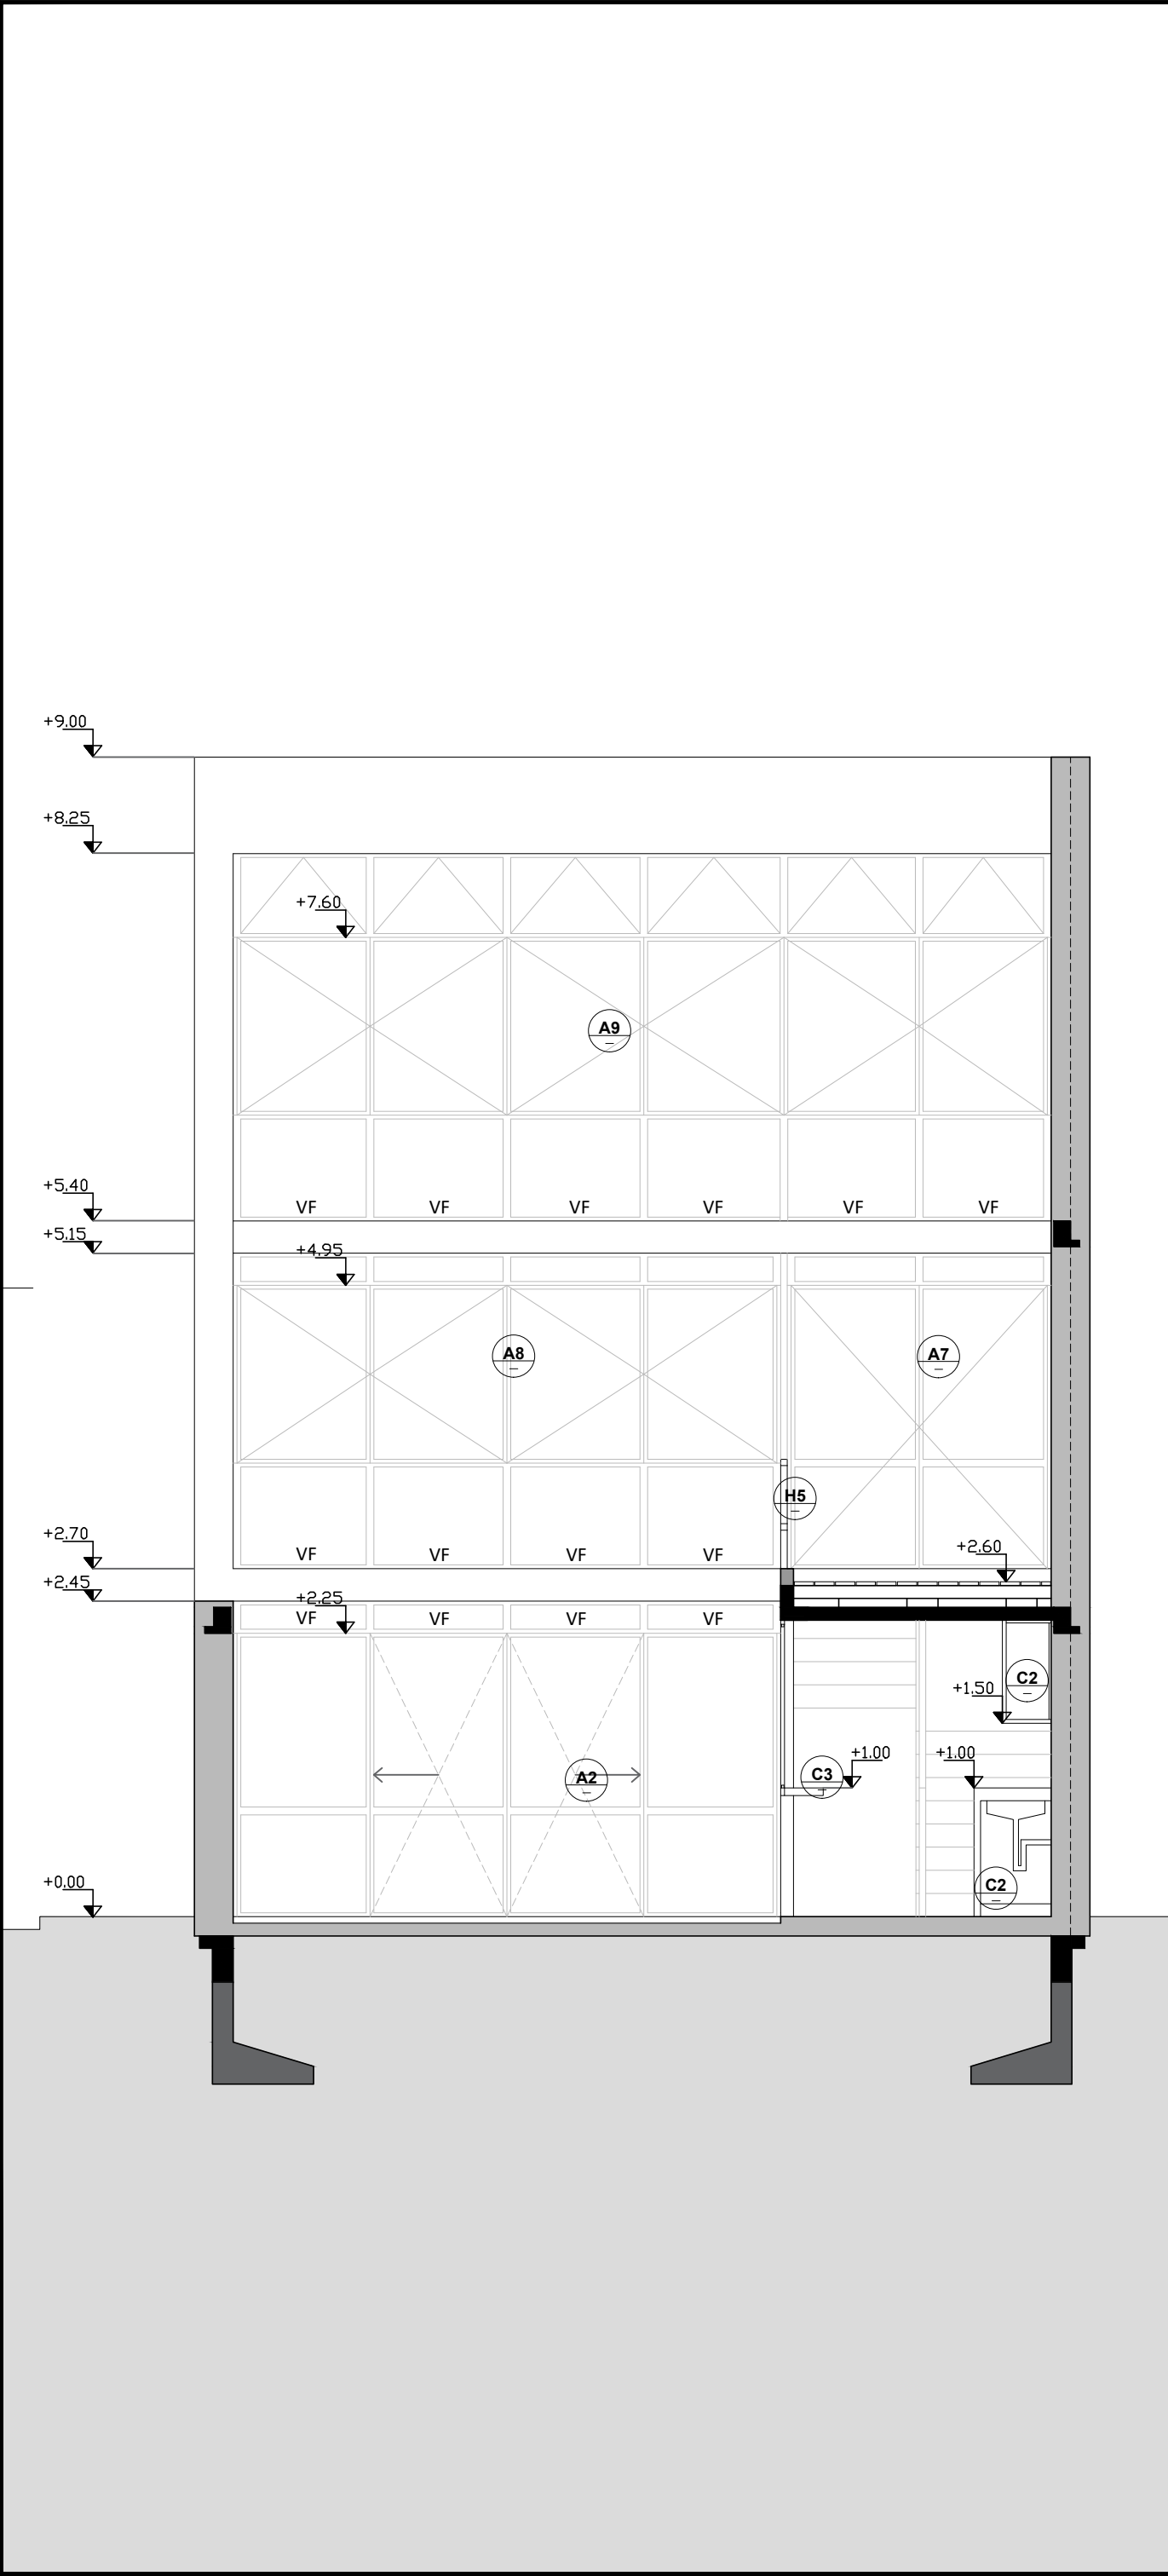 +9.00
+8.25
+7.60
A9
–
+5.40
VF VF VF VF VF VF
+5.15
+4.95
A8
–
A7
–
H5
–
+2.70
VF VF VF VF
+2.60
+2.45
+2.25
VF VF VF VF
C2
–
+1.50
+1.00 +1.00
C3
–
A2
–
+0.00
C2
–